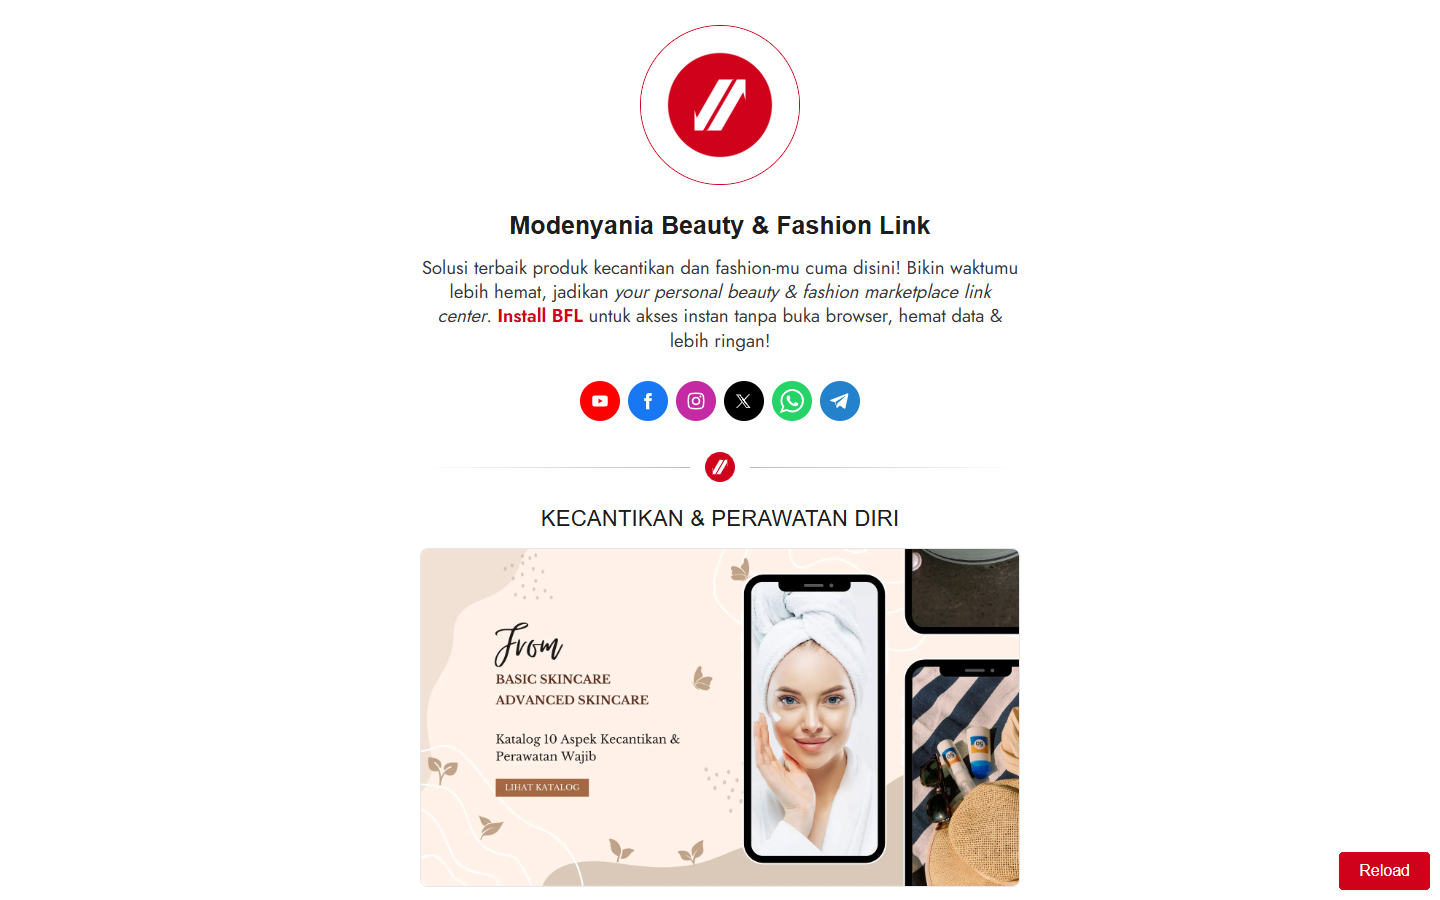 Modenyania Beauty & Fashion Link
Solusi terbaik produk kecantikan dan fashion-mu cuma disini! Bikin waktumu
lebih hemat, jadikan your personal beauty & fashion marketplace link
center. Install BFL untuk akses instan tanpa buka browser, hemat data &
lebih ringan!
KECANTIKAN & PERAWATAN DIRI
From
BASIC SKINCARE
ADVANCED SKINCARE
Katalog 10 Aspek Kecantikan &
Perawatan Wajib
LIHAT KATALOG
Reload